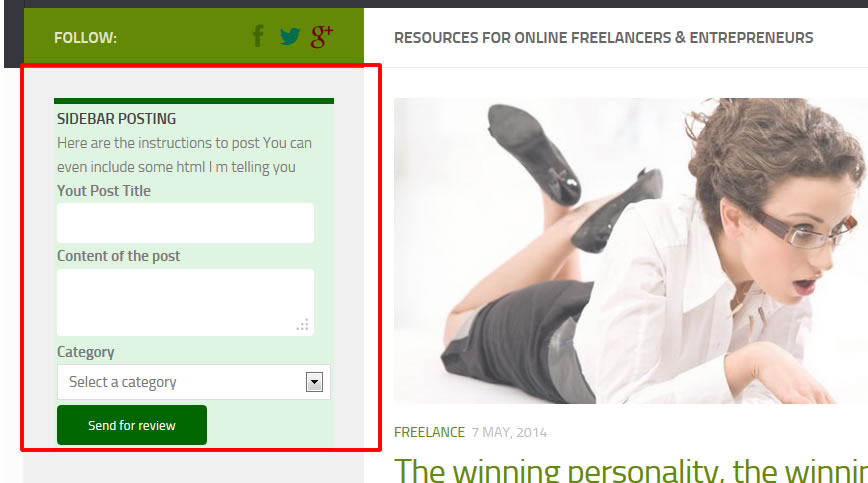 FOLLOW:
RESOURCES FOR ONLINE FREELANCERS & ENTREPRENEURS
SIDEBAR POSTING
Here are the instructions to post You can
even include some html I m telling you
Yout Post Title
Content of the post
Category
Select a category
Send for review
FREELANCE 7 MAY, 2014
The winning personality, the winnin